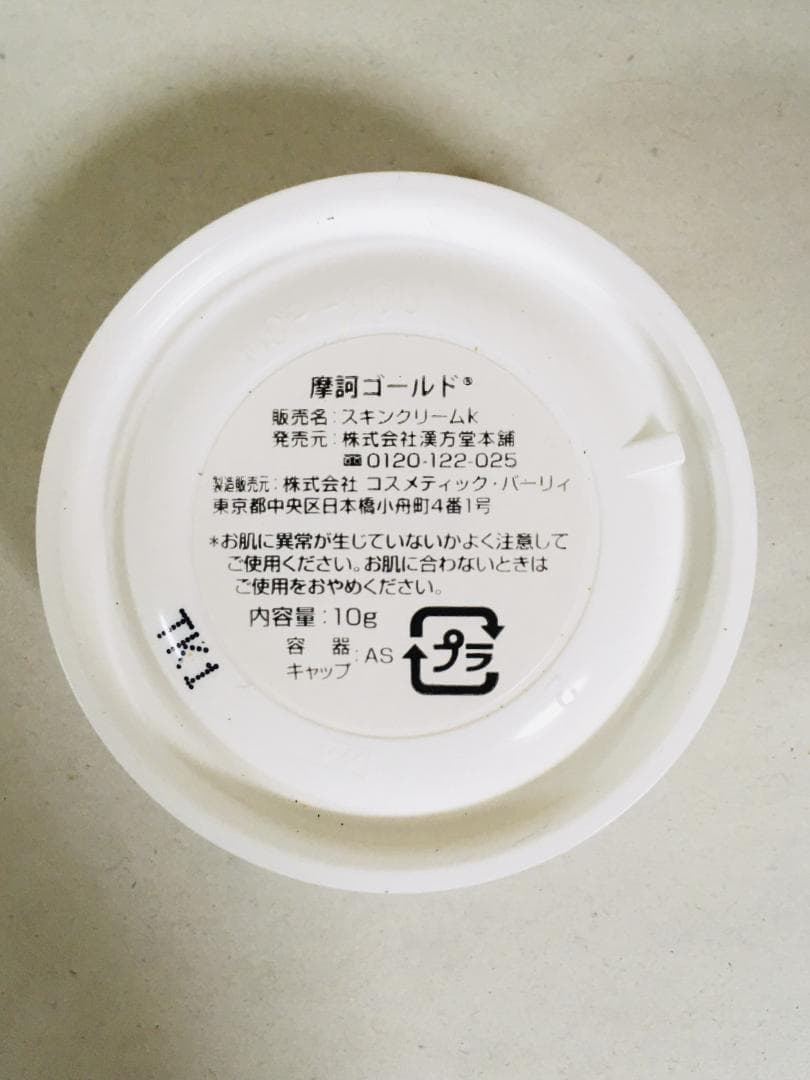 摩訶ゴールド®
販売名:スキンクリームk
発売元:株式会社漢方堂本舗
0120-122-025
製造販売元:株式会社 コスメティック・バーリィ
東京都中央区日本橋小舟町4番1号
*お肌に異常が生じていないかよく注意して
ご使用ください。お肌に合わないときは
ご使用をおやめください。
内容量:10g
容器
キャップ:AS
プラ
TK1